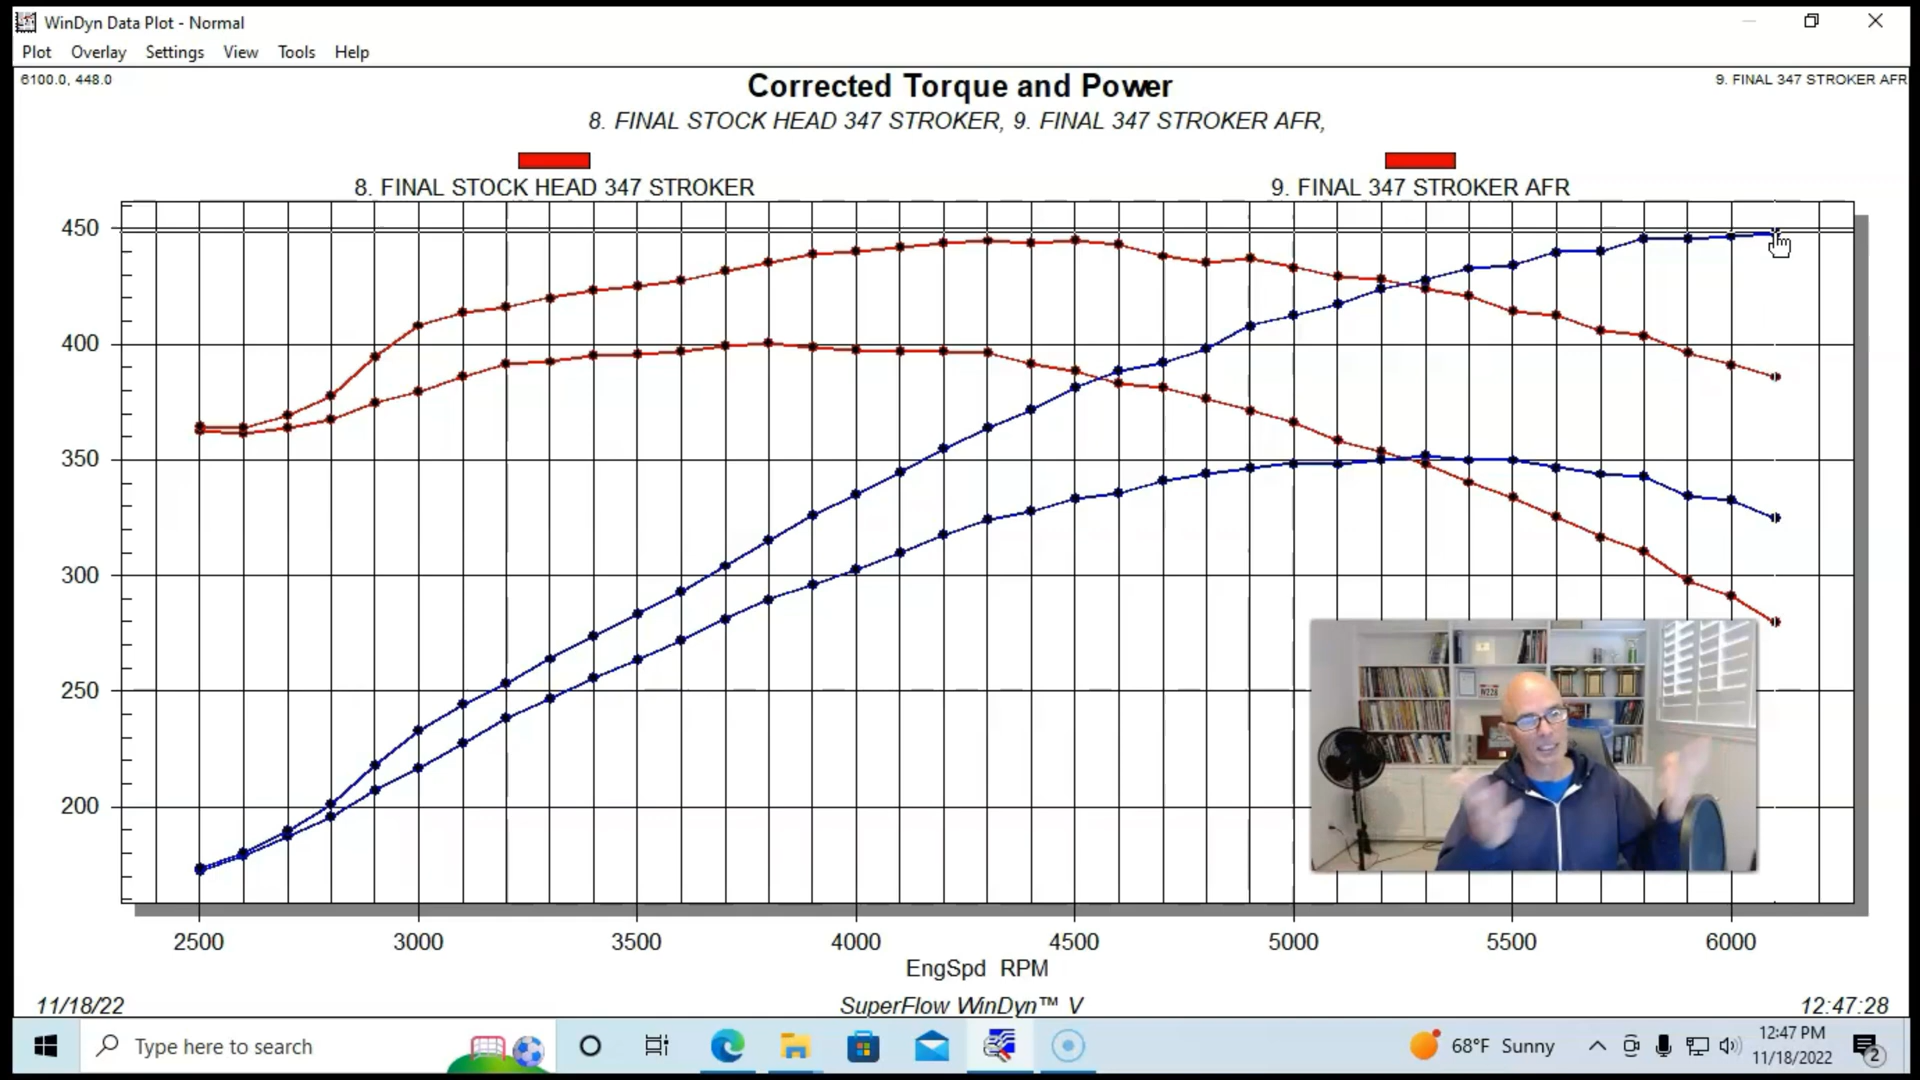 WinDyn Data Plot - Normal
Plot Overlay Settings View Tools Help
6100.0, 448.0
Corrected Torque and Power
9. FINAL 347 STROKER AFR
8. FINAL STOCK HEAD 347 STROKER, 9. FINAL 347 STROKER AFR,
8. FINAL STOCK HEAD 347 STROKER
9. FINAL 347 STROKER AFR
450
400
350
300
250
200
2500 3000 3500 4000 4500 5000 5500 6000
EngSpd RPM
11/18/22
SuperFlow WinDyn™ V
12:47:28
Type here to search
68°F Sunny
12:47 PM
11/18/2022
2